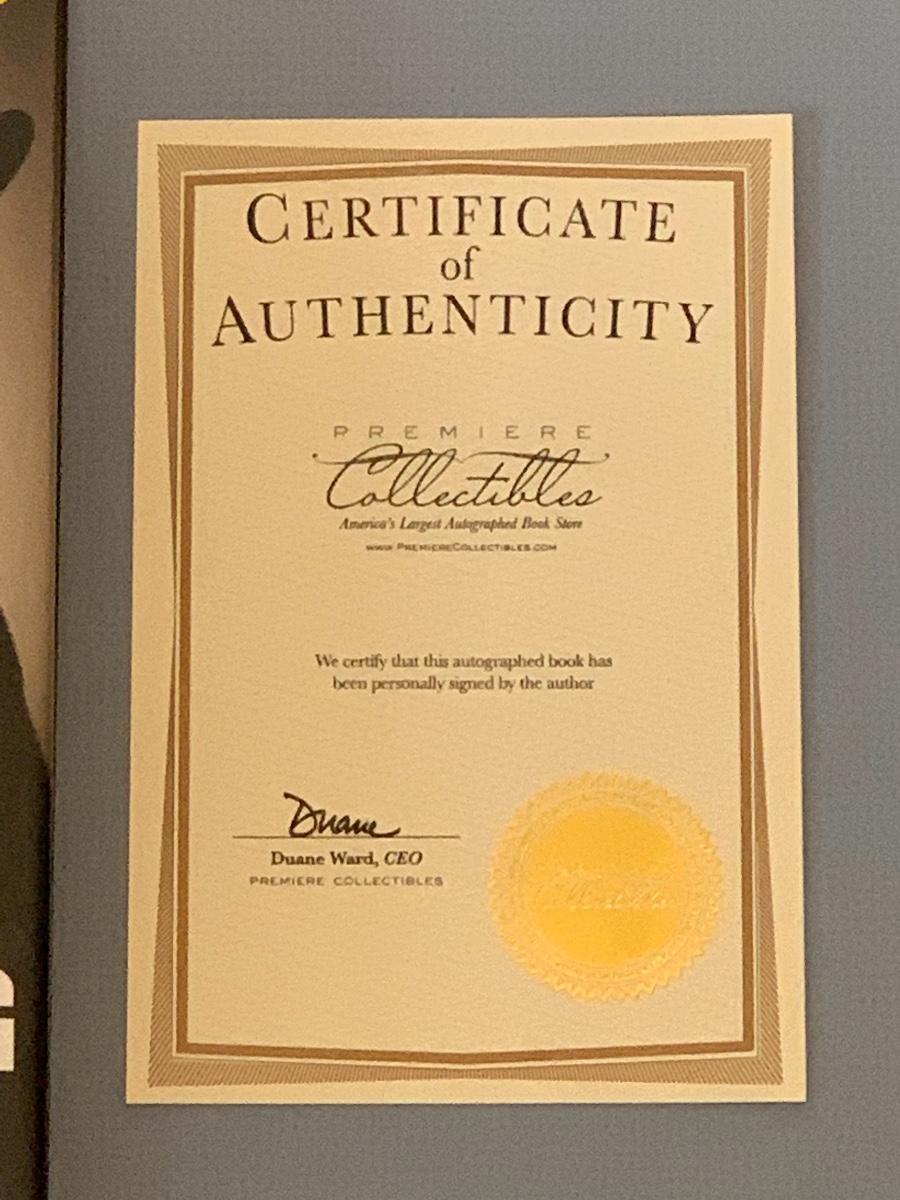 CERTIFICATE
of
AUTHENTICITY
PREMIERE
Collectibles
America's Largest Autographed Book Store
www.PremiereCollectibles.com
We certify that this autographed book has
been personally signed by the author
Duane
Duane Ward, CEO
PREMIERE COLLECTIBLES